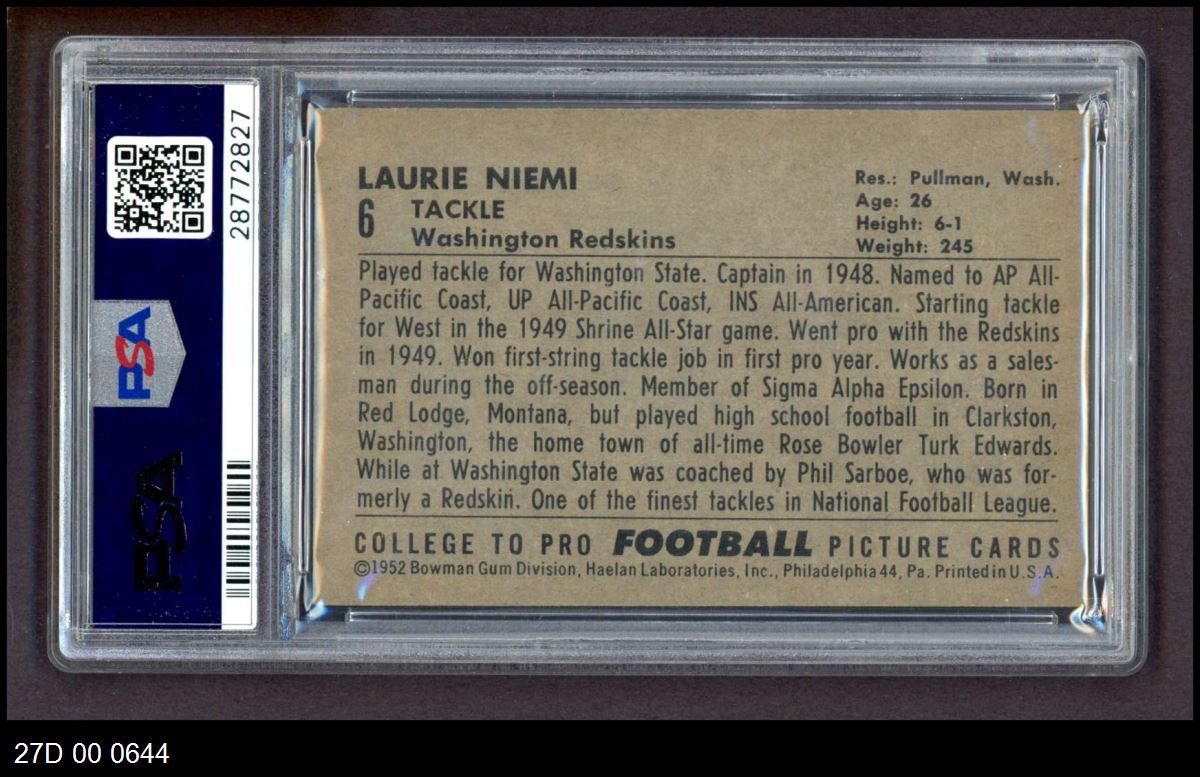 28772827
PSA
PSA
LAURIE NIEMI
6
TACKLE
Washington Redskins
Res.: Pullman, Wash.
Age: 26
Height: 6-1
Weight: 245
Played tackle for Washington State. Captain in 1948. Named to AP All-
Pacific Coast, UP All-Pacific Coast, INS All-American. Starting tackle
for West in the 1949 Shrine All-Star game. Went pro with the Redskins
in 1949. Won first-string tackle job in first pro year. Works as a sales-
man during the off-season. Member of Sigma Alpha Epsilon. Born in
Red Lodge, Montana, but played high school football in Clarkston,
Washington, the home town of all-time Rose Bowler Turk Edwards.
While at Washington State was coached by Phil Sarboe, who was for-
merly a Redskin. One of the finest tackles in National Football League.
COLLEGE TO PRO FOOTBALL PICTURE CARDS
©1952 Bowman Gum Division, Haelan Laboratories, Inc., Philadelphia 44, Pa. Printed in U.S.A.
27D 00 0644